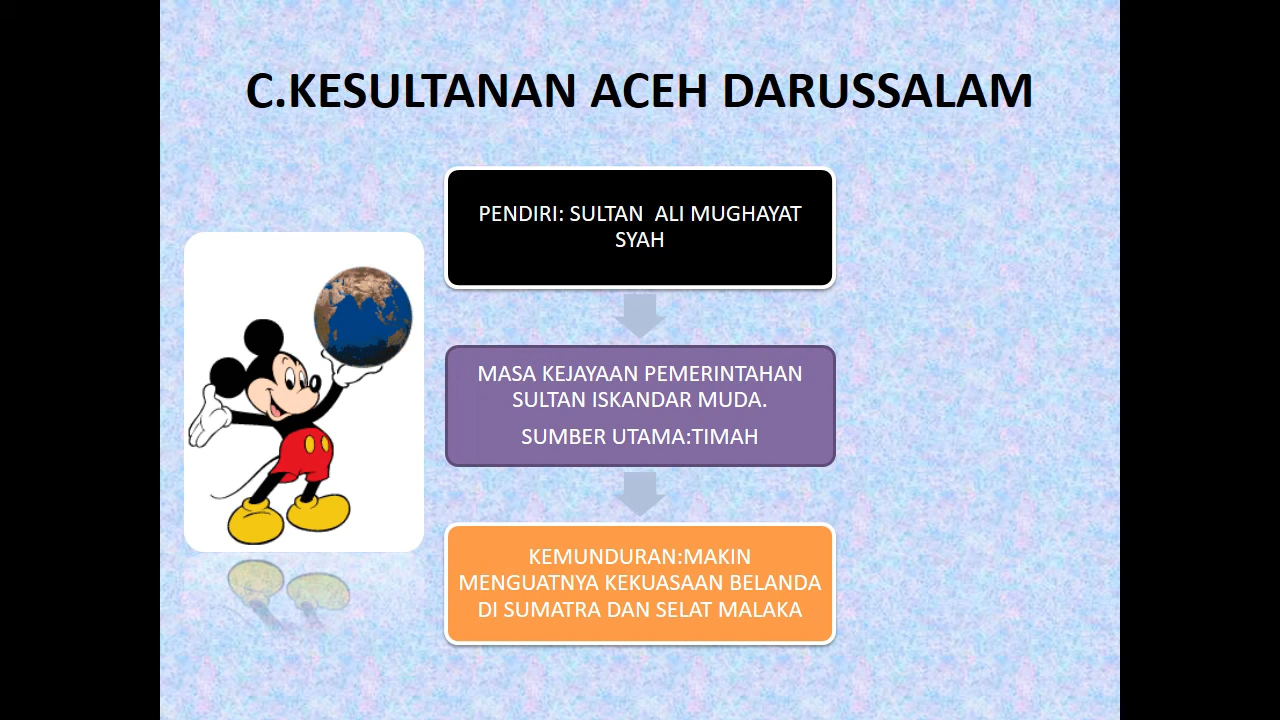 C.KESULTANAN ACEH DARUSSALAM
PENDIRI: SULTAN  ALI MUGHAYAT
SYAH
MASA KEJAYAAN PEMERINTAHAN
SULTAN ISKANDAR MUDA.
SUMBER UTAMA:TIMAH
KEMUNDURAN:MAKIN
MENGUATNYA KEKUASAAN BELANDA
DI SUMATRA DAN SELAT MALAKA